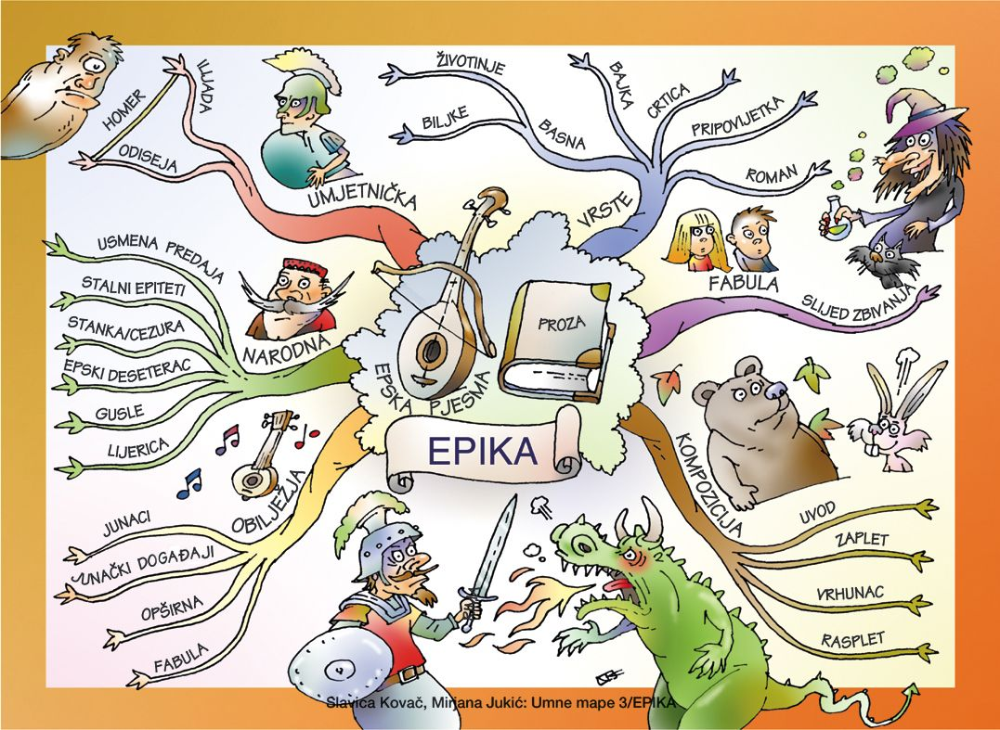 EPIKA
EPSKA PJESMA
PROZA
UMJETNIČKA
ILIJADA
HOMER
ODISEJA
NARODNA
USMENA PREDAJA
STALNI EPITETI
STANKA/CEZURA
EPSKI DESETERAC
GUSLE
LIJERICA
OBILJEŽJA
JUNACI
JUNAČKI DOGAĐAJI
OPŠIRNA
FABULA
VRSTE
BASNA
ŽIVOTINJE
BILJKE
BAJKA
CRTICA
PRIPOVIJETKA
ROMAN
FABULA
SLIJED ZBIVANJA
KOMPOZICIJA
UVOD
ZAPLET
VRHUNAC
RASPLET
Slavica Kovač, Mirjana Jukić: Umne mape 3/EPIKA